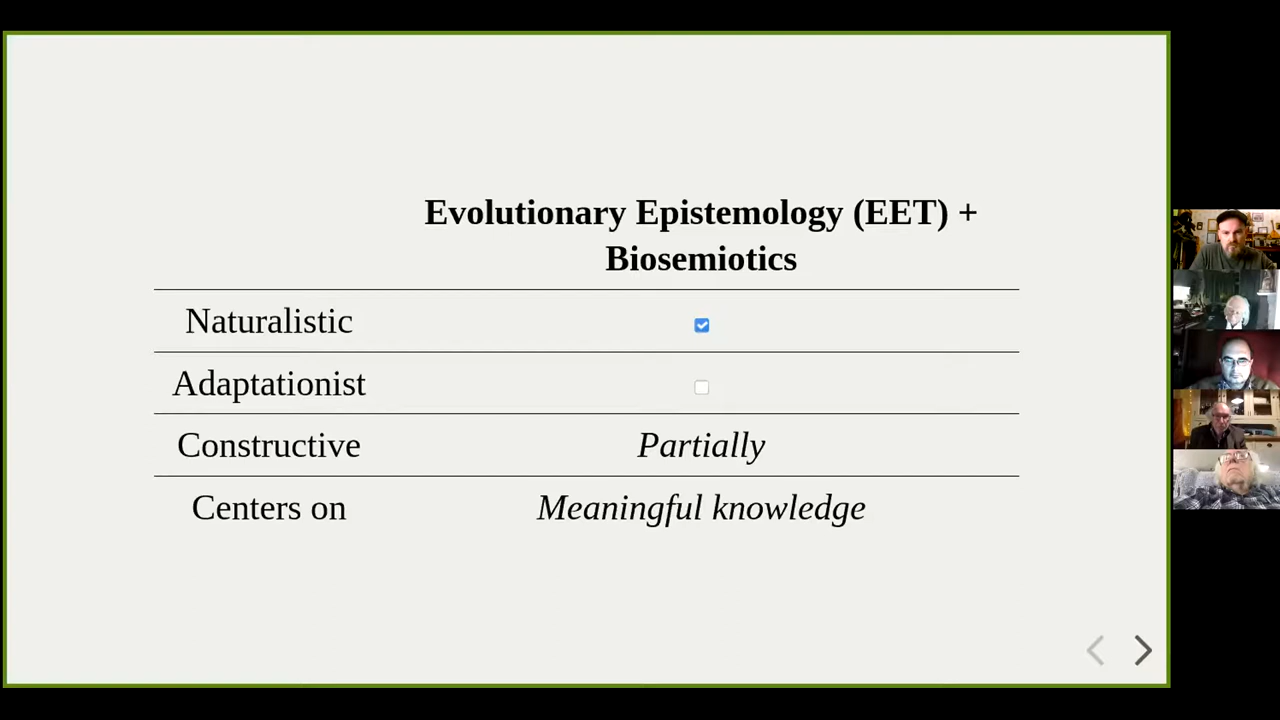 Evolutionary Epistemology (EET) +
Biosemiotics
Naturalistic
Adaptationist
Constructive Partially
Centers on Meaningful knowledge